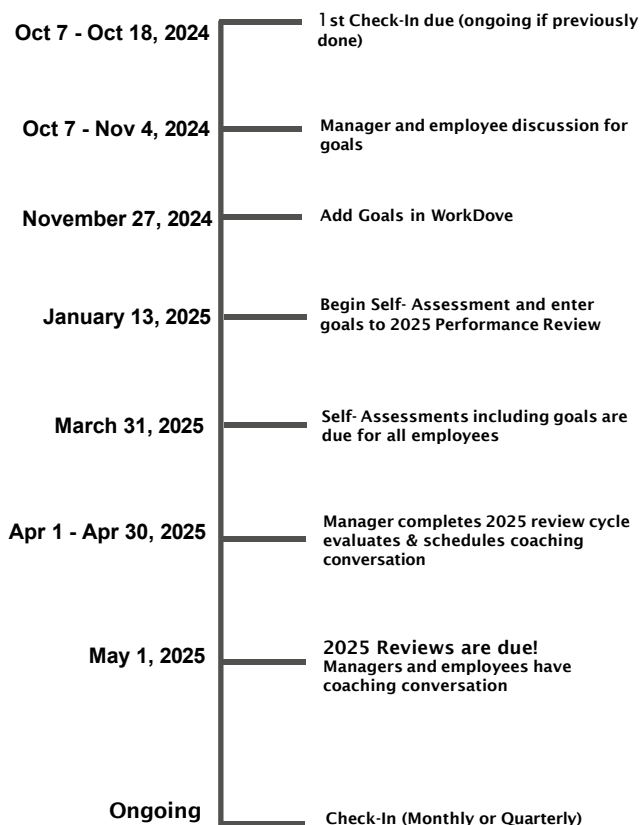 Oct 7 - Oct 18, 2024
1st Check-In due (ongoing if previously
done)
Oct 7 - Nov 4, 2024
Manager and employee discussion for
goals
November 27, 2024
Add Goals in WorkDove
January 13, 2025
Begin Self- Assessment and enter
goals to 2025 Performance Review
March 31, 2025
Self- Assessments including goals are
due for all employees
Apr 1 - Apr 30, 2025
Manager completes 2025 review cycle
evaluates & schedules coaching
conversation
May 1, 2025
2025 Reviews are due!
Managers and employees have
coaching conversation
Ongoing
Check-In (Monthly or Quarterly)